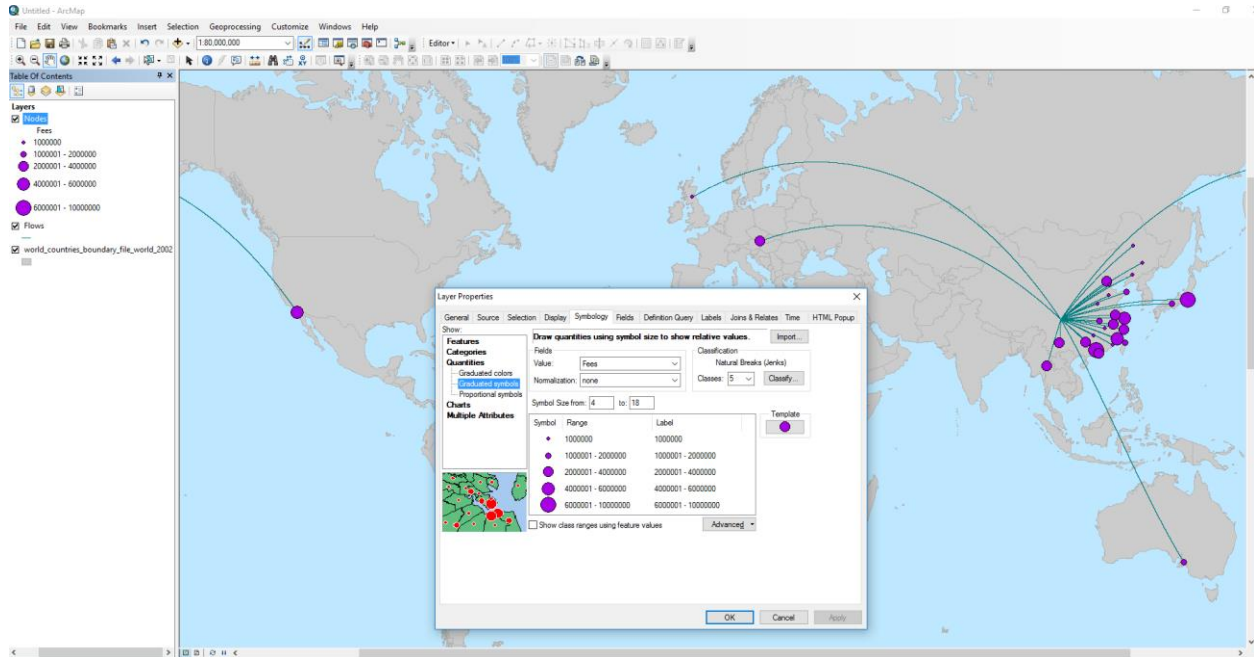 Untitled - ArcMap
File Edit View Bookmarks Insert Selection Geoprocessing Customize Windows Help
1:80,000,000
Editor
Table Of Contents
Layers
Nodes
Fees
1000000
1000001 - 2000000
2000001 - 4000000
4000001 - 6000000
6000001 - 10000000
Flows
world_countries_boundary_file_world_2002
Layer Properties
General Source Selection Display Symbology Fields Definition Query Labels Joins & Relates Time HTML Popup
Show:
Features
Categories
Quantities
Graduated colors
Graduated symbols
Proportional symbols
Charts
Multiple Attributes
Draw quantities using symbol size to show relative values.
Import...
Fields
Value: Fees
Normalization: none
Classification
Natural Breaks (Jenks)
Classes: 5 Classify...
Symbol Size from: 4 to: 18
Symbol Range Label
1000000 1000000
1000001 - 2000000 1000001 - 2000000
2000001 - 4000000 2000001 - 4000000
4000001 - 6000000 4000001 - 6000000
6000001 - 10000000 6000001 - 10000000
Template
Show class ranges using feature values
Advanced
OK Cancel Apply